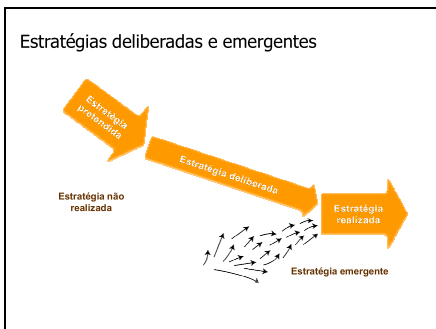 Estratégias deliberadas e emergentes
Estratégia
pretendida
Estratégia deliberada
Estratégia não
realizada
Estratégia
realizada
Estratégia emergente